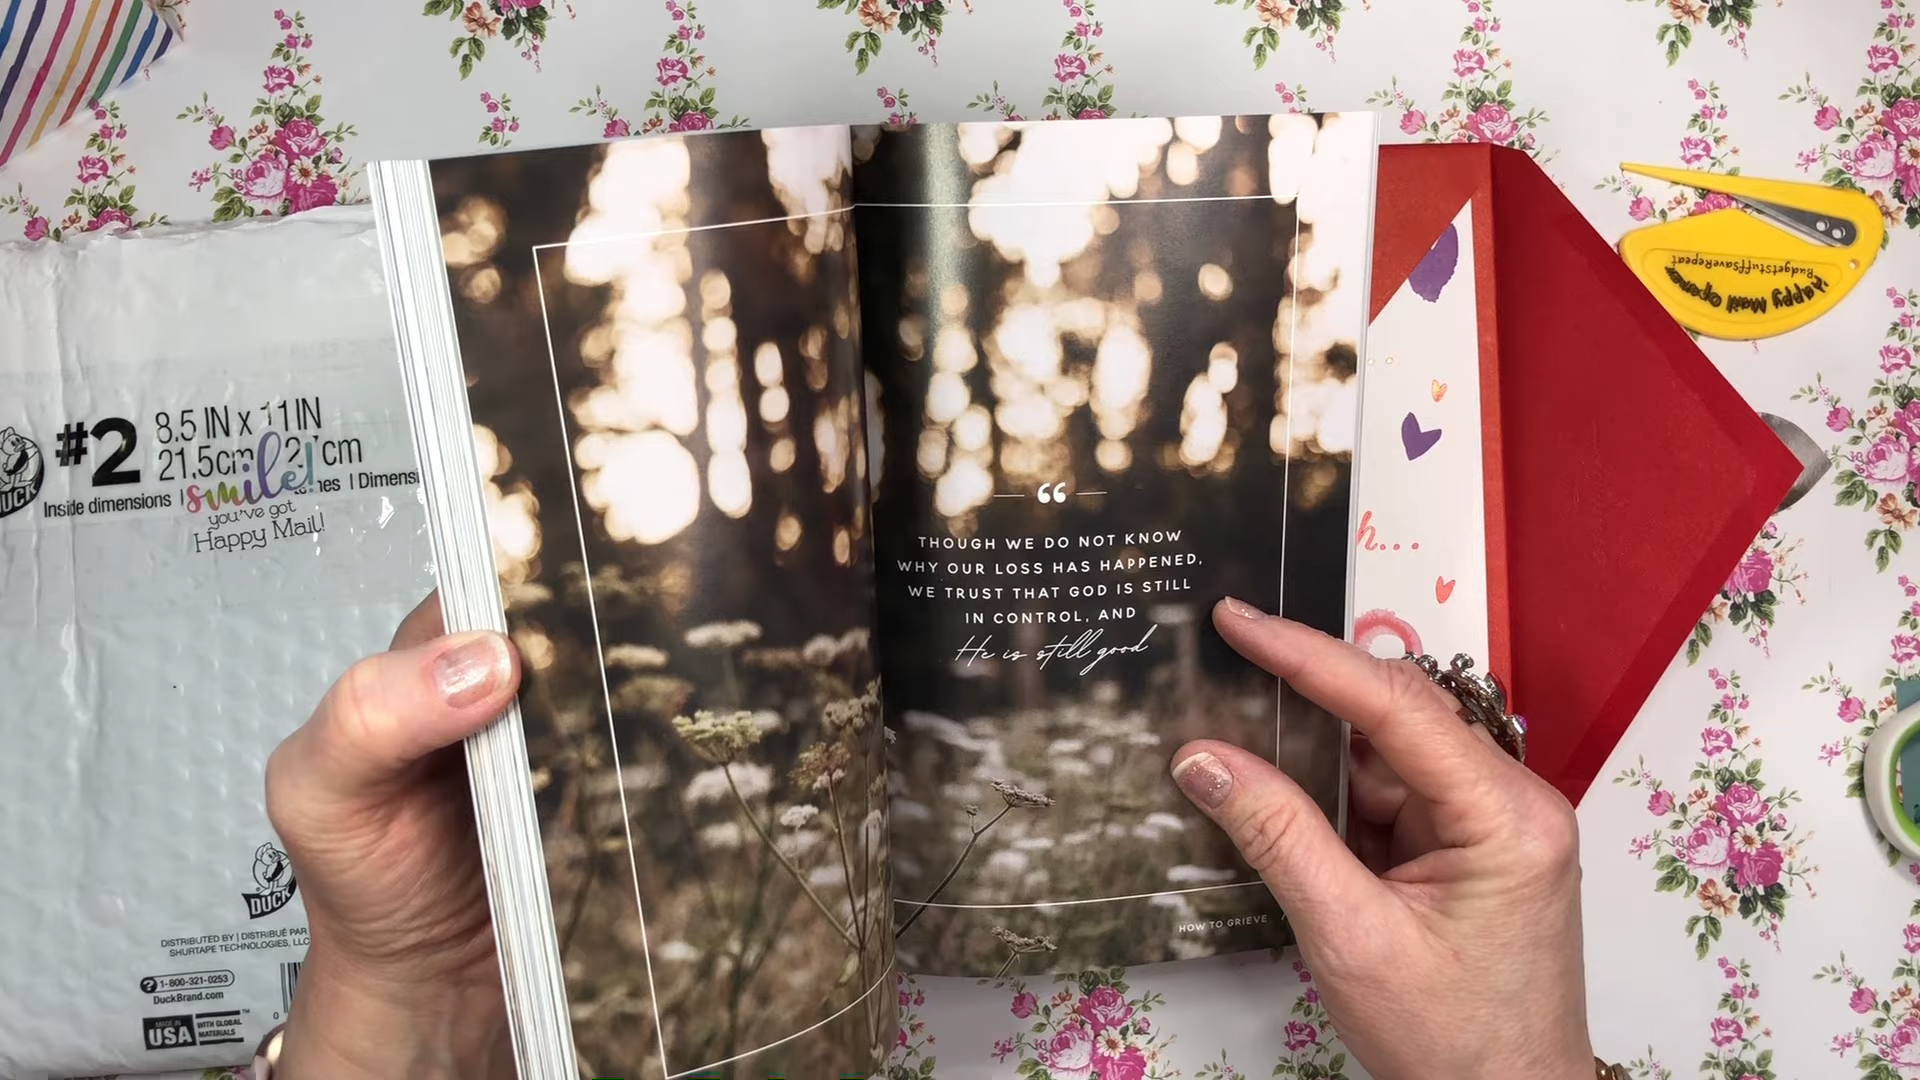 #2
8.5 IN x 11IN
21,5cm
cm
Inside dimensions
| Dimensi
DUCK
smile!
you've got
Happy Mail!
DUCK
DISTRIBUTED BY | DISTRIBUÉ PAR
SHURTAPE TECHNOLOGIES, LLC
? 1-800-321-0253
DuckBrand.com
MADE IN
USA
WITH GLOBAL
MATERIALS
0
“
THOUGH WE DO NOT KNOW
WHY OUR LOSS HAS HAPPENED,
WE TRUST THAT GOD IS STILL
IN CONTROL, AND
He is still good
HOW TO GRIEVE
h...
BudgetStuffSaveRepeat
Happy Mail Opener